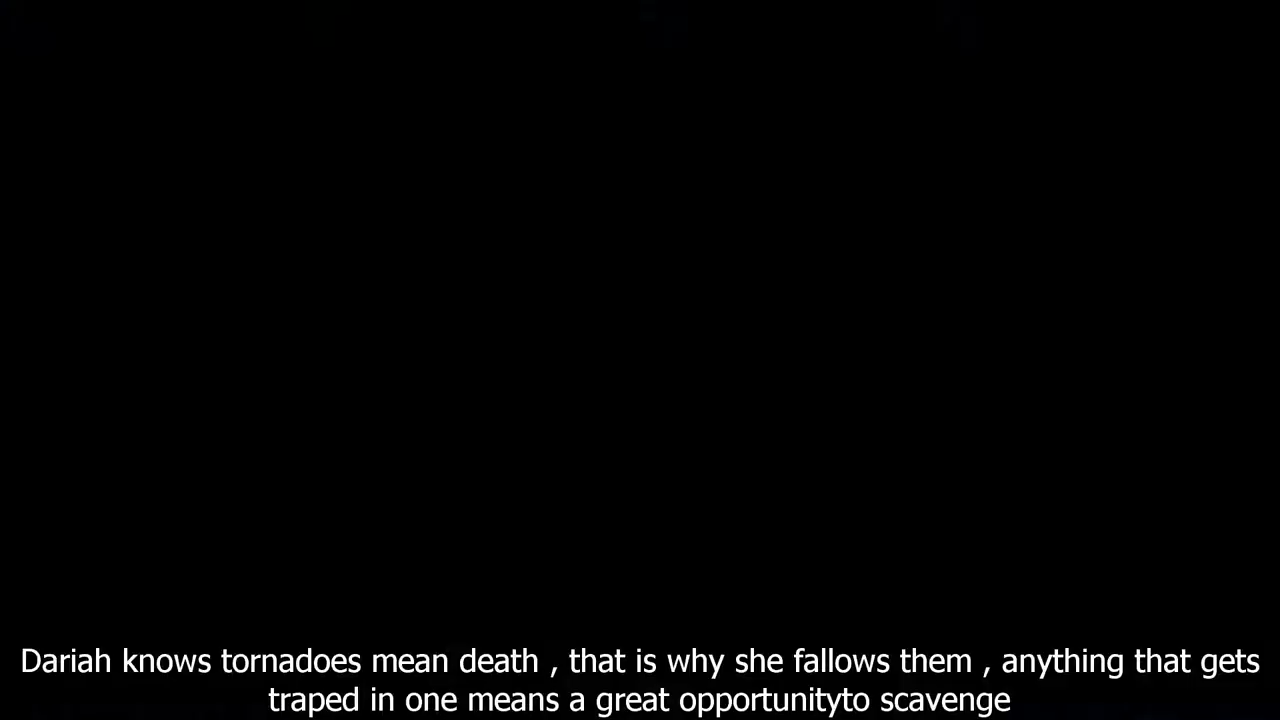 Dariah knows tornadoes mean death , that is why she fallows them , anything that gets
traped in one means a great opportunityto scavenge